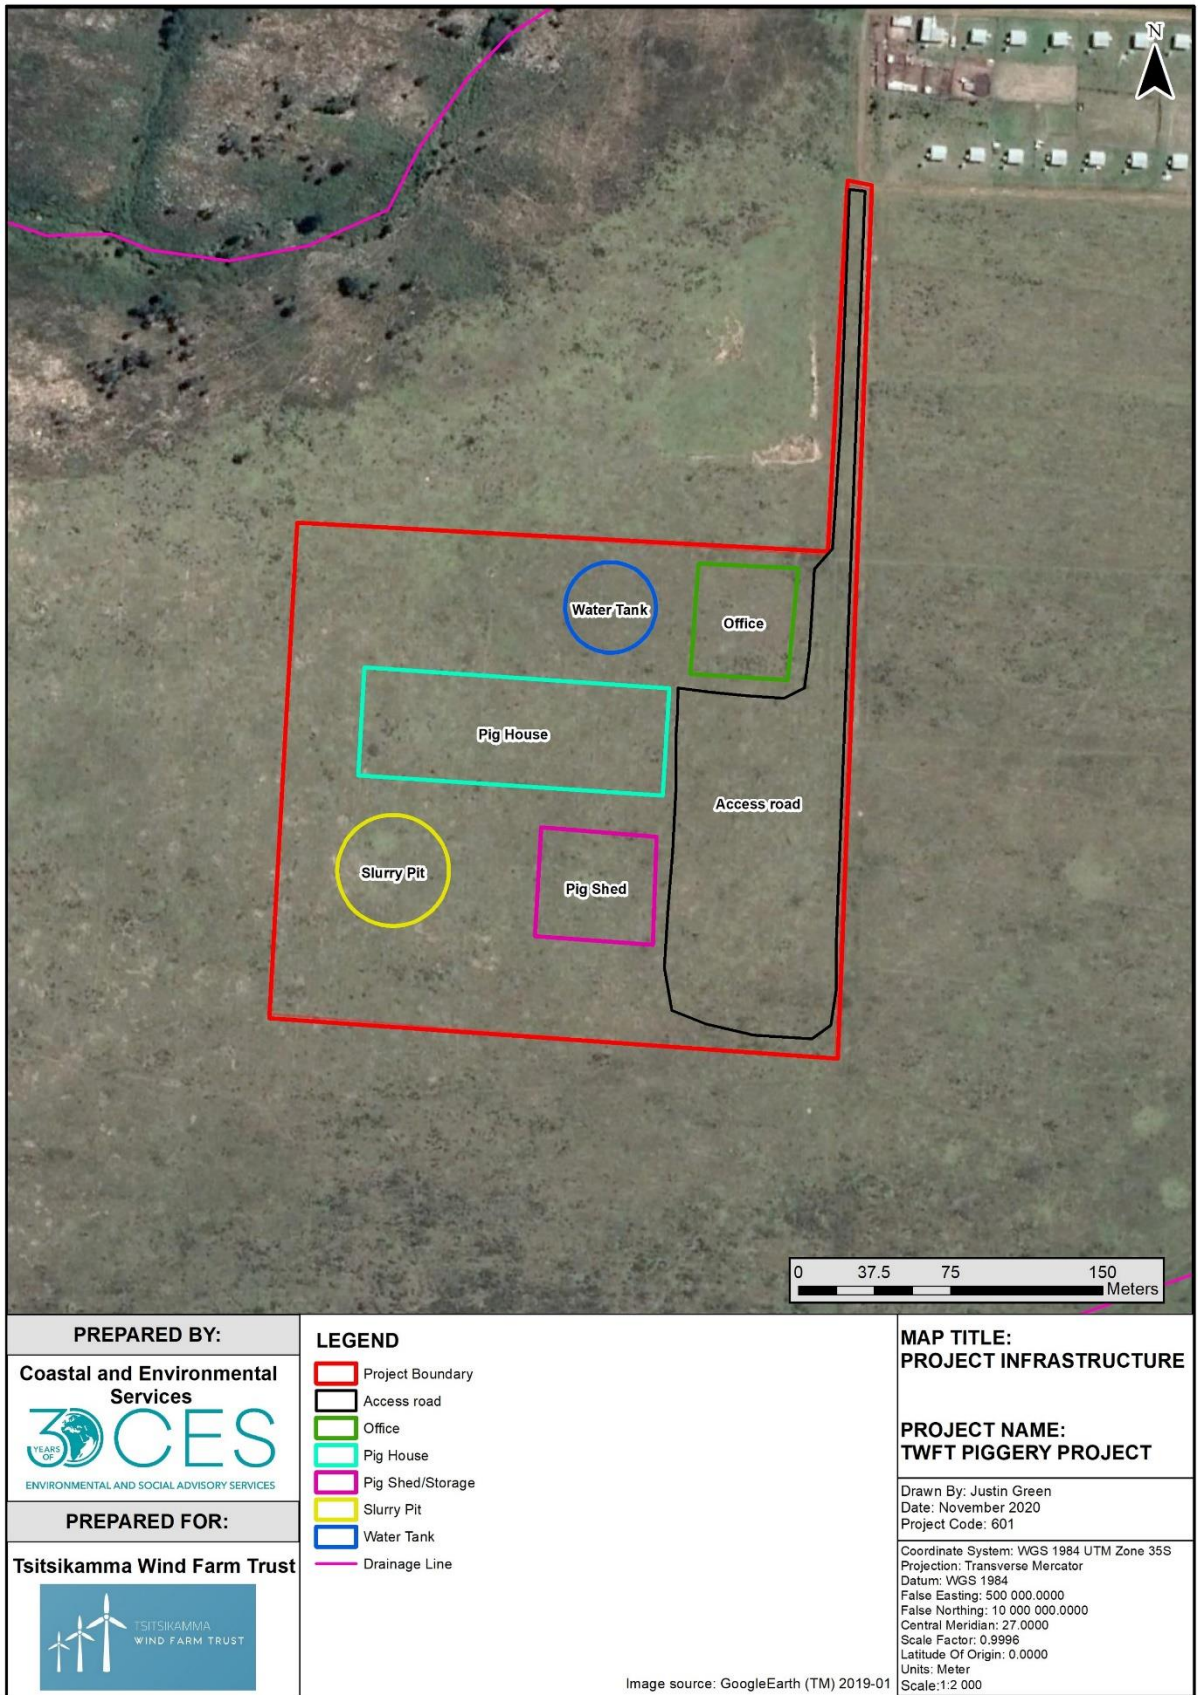 N
Water Tank
Office
Pig House
Access road
Slurry Pit
Pig Shed
0 37.5 75 150
Meters
PREPARED BY:
Coastal and Environmental
Services
30 CES
YEARS
OF
ENVIRONMENTAL AND SOCIAL ADVISORY SERVICES
PREPARED FOR:
Tsitsikamma Wind Farm Trust
TSITSIKAMMA
WIND FARM TRUST
LEGEND
Project Boundary
Access road
Office
Pig House
Pig Shed/Storage
Slurry Pit
Water Tank
Drainage Line
Image source: GoogleEarth (TM) 2019-01
MAP TITLE:
PROJECT INFRASTRUCTURE
PROJECT NAME:
TWFT PIGGERY PROJECT
Drawn By: Justin Green
Date: November 2020
Project Code: 601
Coordinate System: WGS 1984 UTM Zone 35S
Projection: Transverse Mercator
Datum: WGS 1984
False Easting: 500 000.0000
False Northing: 10 000 000.0000
Central Meridian: 27.0000
Scale Factor: 0.9996
Latitude Of Origin: 0.0000
Units: Meter
Scale:1:2 000